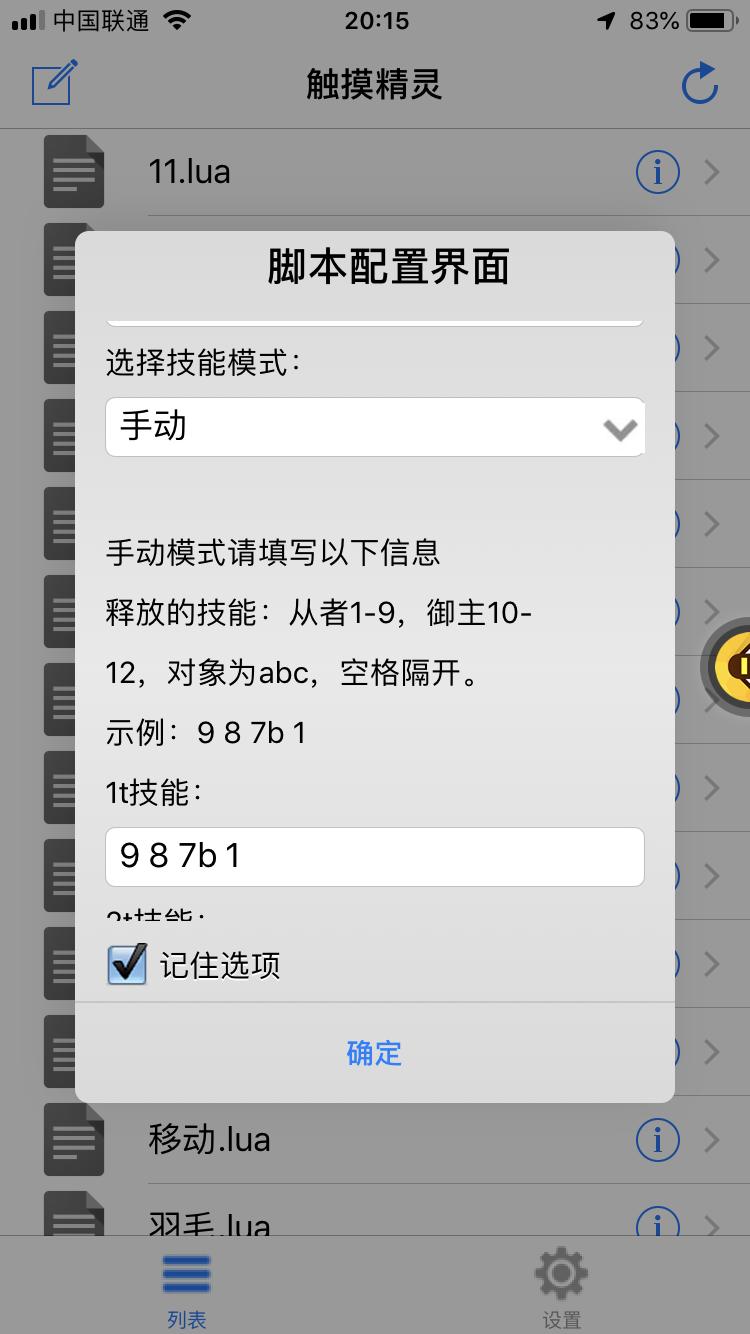 中国联通
20:15
83%
触摸精灵
11.lua
脚本配置界面
选择技能模式:
手动
手动模式请填写以下信息
释放的技能：从者1-9，御主10-
12，对象为abc，空格隔开。
示例：9 8 7b 1
1t技能:
9 8 7b 1
2t技能:
记住选项
确定
移动.lua
羽毛.lua
列表
设置